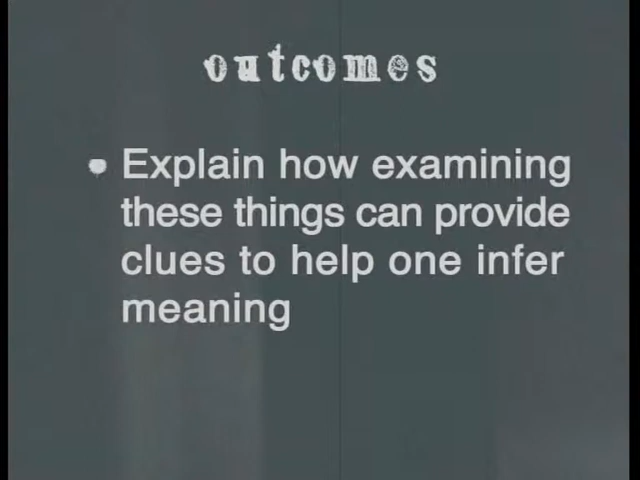 outcomes
• Explain how examining
these things can provide
clues to help one infer
meaning